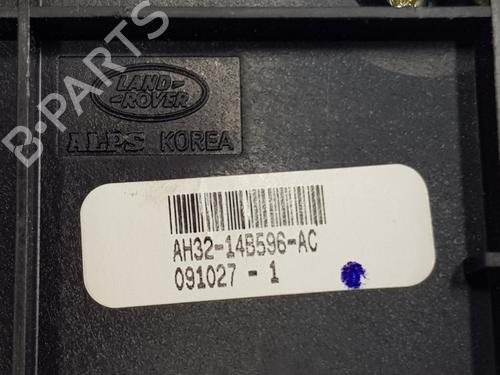 B-PARTS
LAND-
-ROVER
ALPS KOREA
AH32-14B596-AC
091027-1